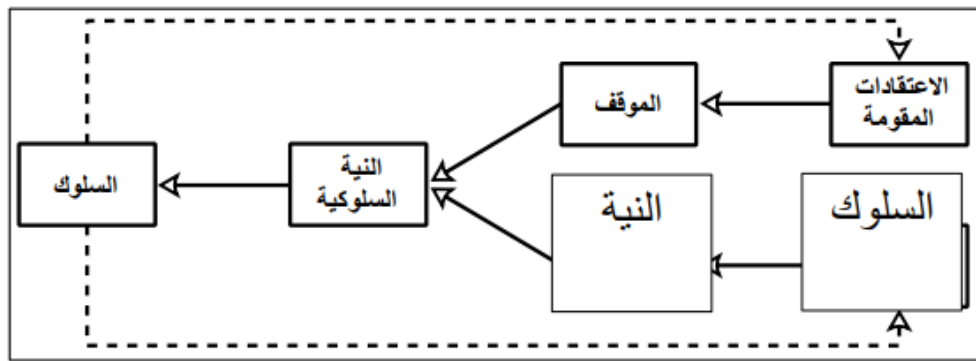 الاعتقادات
المقومة
الموقف
النية
السلوكية
السلوك
السلوك
النية